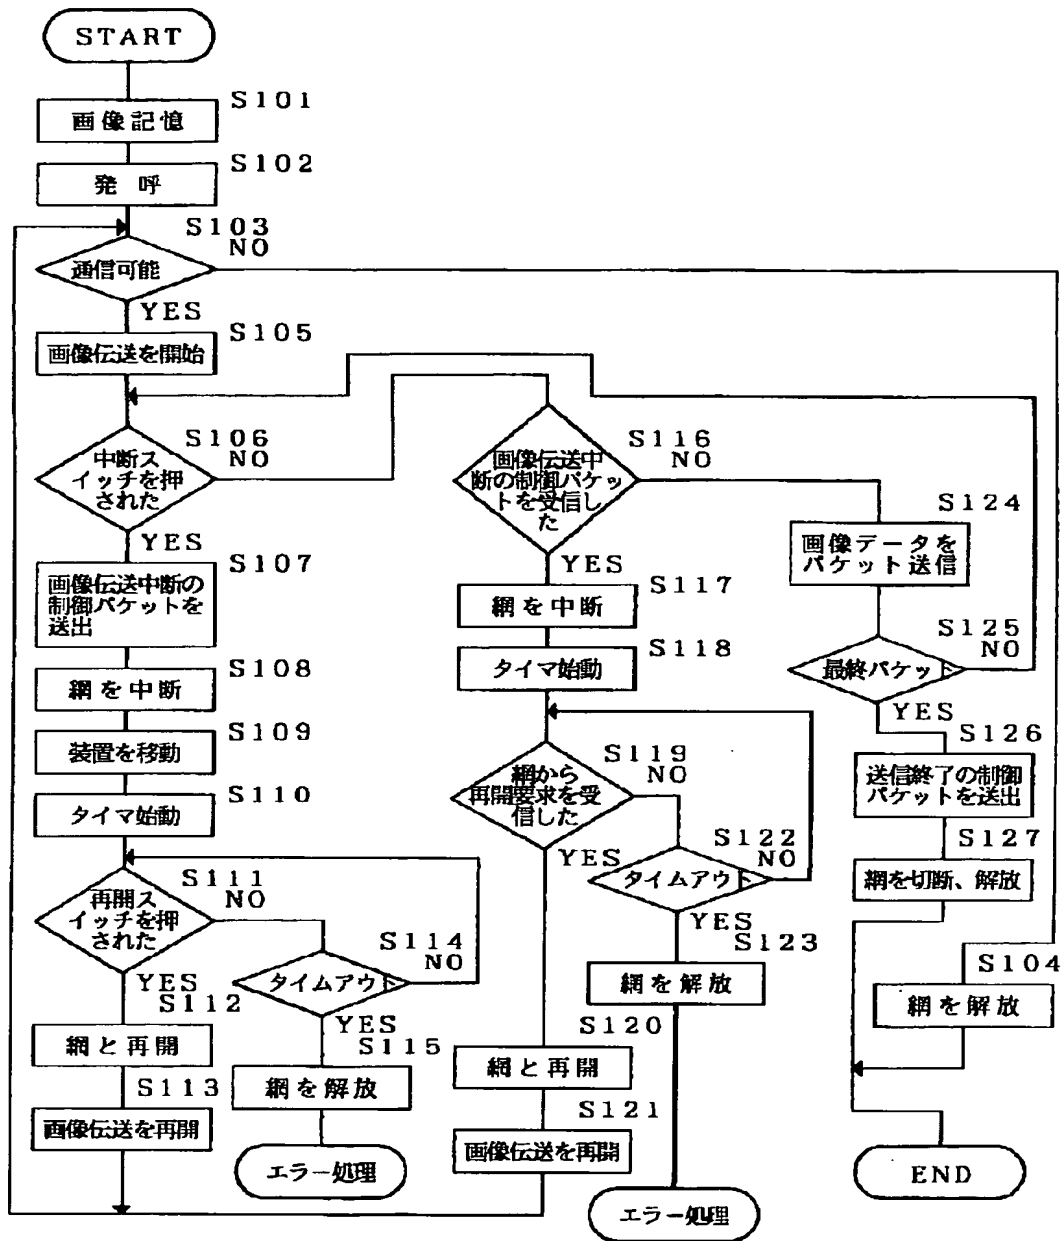 START
S101
画像記憶
S102
発呼
S103
NO
通信可能
YES
S105
画像伝送を開始
S106
NO
中断ス
イッチを押
された
YES
S107
画像伝送中断の
制御パケットを
送出
S108
網を中断
S109
装置を移動
S110
タイマ始動
S111
NO
再開ス
イッチを押
された
YES
S112
網と再開
S113
画像伝送を再開
S114
NO
タイムアウト
YES
S115
網を解放
エラー処理
S116
NO
画像伝送中
断の制御パケッ
トを受信し
た
YES
S117
網を中断
S118
タイマ始動
S119
NO
網から
再開要求を受
信した
YES
S120
網と再開
S121
画像伝送を再開
S122
NO
タイムアウト
YES
S123
網を解放
エラー処理
S124
画像データを
パケット送信
S125
NO
最終パケット
YES
S126
送信終了の制御
パケットを送出
S127
網を切断、解放
S104
網を解放
END